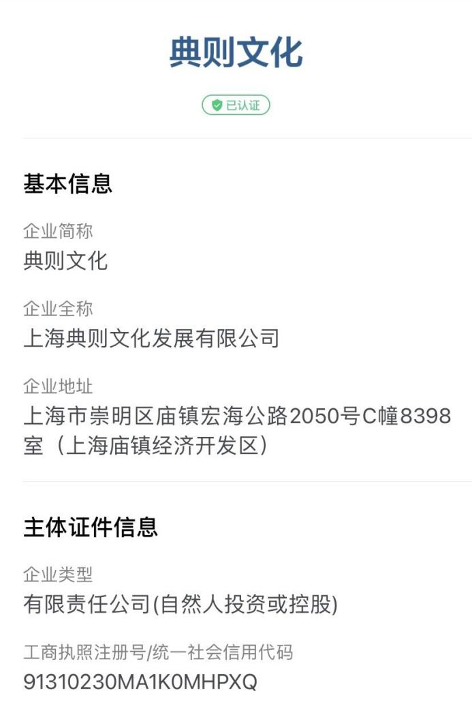 典则文化
已认证
基本信息
企业简称
典则文化
企业全称
上海典则文化发展有限公司
企业地址
上海市崇明区庙镇宏海公路2050号C幢8398
室（上海庙镇经济开发区）
主体证件信息
企业类型
有限责任公司(自然人投资或控股)
工商执照注册号/统一社会信用代码
91310230MA1K0MHPXQ